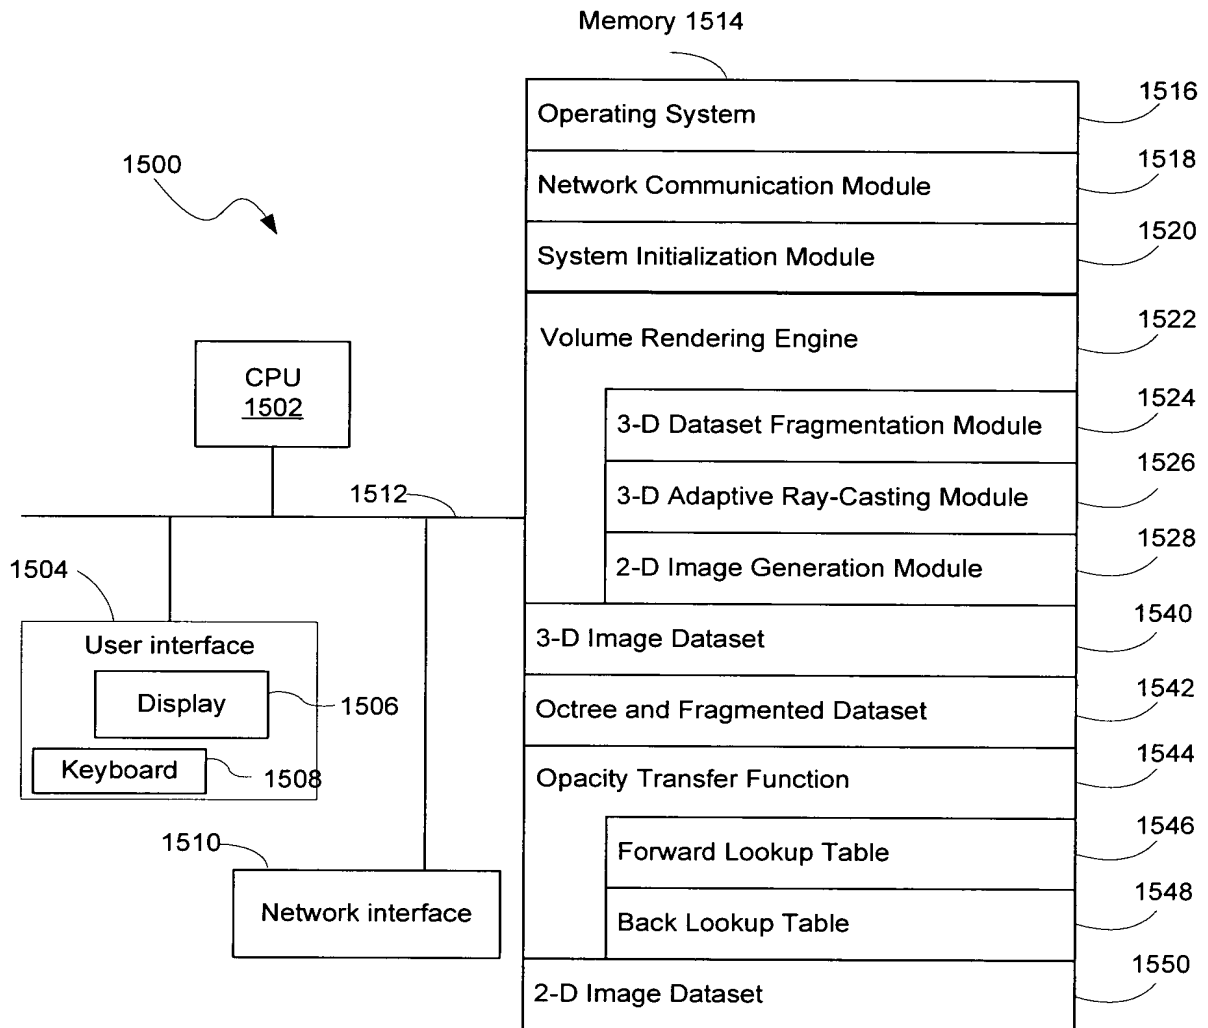 Memory 1514
Operating System
1516
Network Communication Module
1518
System Initialization Module
1520
Volume Rendering Engine
1522
3-D Dataset Fragmentation Module
1524
3-D Adaptive Ray-Casting Module
1526
2-D Image Generation Module
1528
3-D Image Dataset
1540
Octree and Fragmented Dataset
1542
Opacity Transfer Function
1544
Forward Lookup Table
1546
Back Lookup Table
1548
2-D Image Dataset
1550
1500
CPU
1502
1512
1504
User interface
Display
1506
Keyboard
1508
1510
Network interface